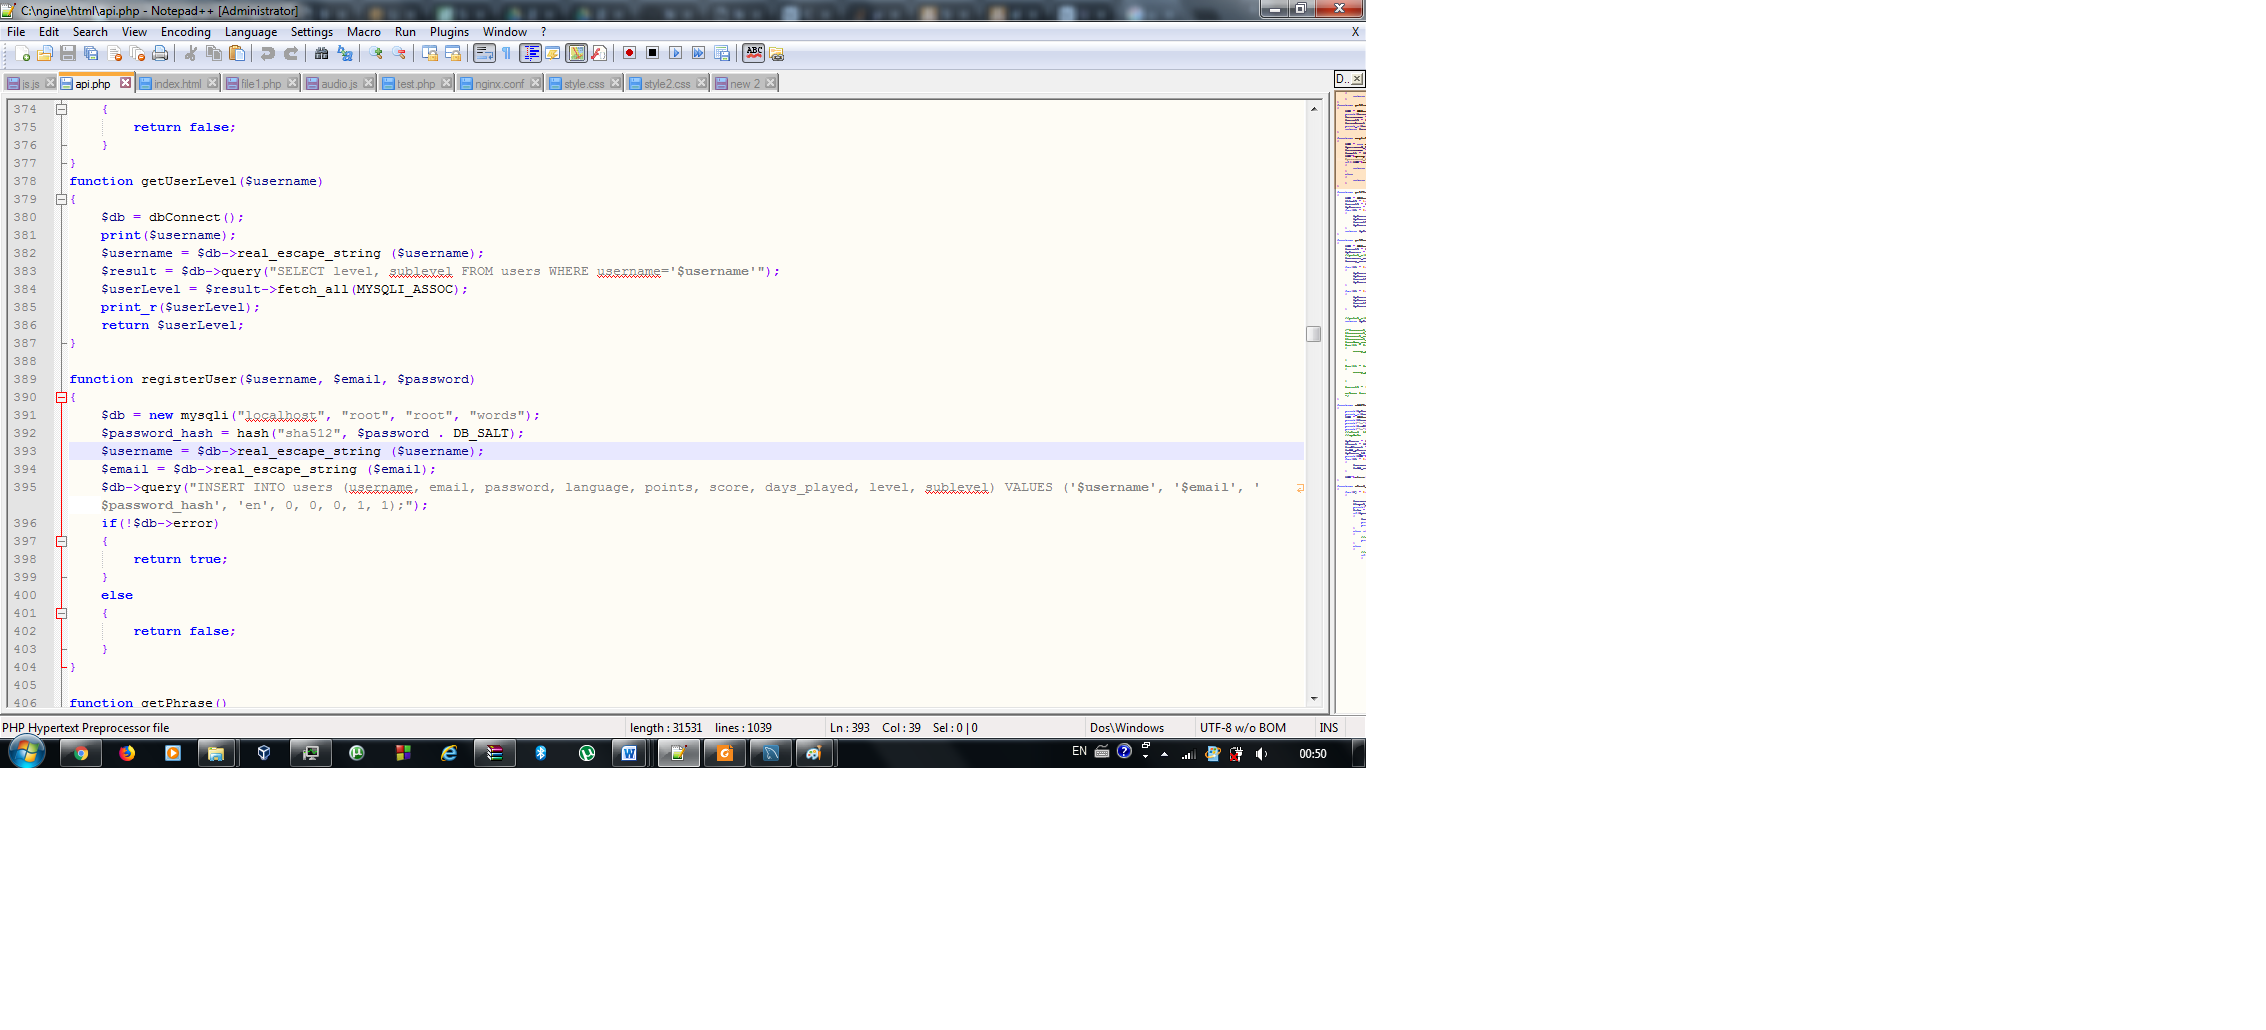 C:\ngine\html\api.php - Notepad++ [Administrator]
File Edit Search View Encoding Language Settings Macro Run Plugins Window ? X
js.js api.php index.html file1.php audio.js test.php nginx.conf style.css style2.css new 2 D..
374 {
375 return false;
376 }
377 }
378 function getUserLevel($username)
379 {
380 $db = dbConnect();
381 print($username);
382 $username = $db->real_escape_string ($username);
383 $result = $db->query("SELECT level, sublevel FROM users WHERE username='$username'");
384 $userLevel = $result->fetch_all(MYSQLI_ASSOC);
385 print_r($userLevel);
386 return $userLevel;
387 }
388
389 function registerUser($username, $email, $password)
390 {
391 $db = new mysqli("localhost", "root", "root", "words");
392 $password_hash = hash("sha512", $password . DB_SALT);
393 $username = $db->real_escape_string ($username);
394 $email = $db->real_escape_string ($email);
395 $db->query("INSERT INTO users (username, email, password, language, points, score, days_played, level, sublevel) VALUES ('$username', '$email', '
$password_hash', 'en', 0, 0, 0, 1, 1);");
396 if(!$db->error)
397 {
398 return true;
399 }
400 else
401 {
402 return false;
403 }
404 }
405
406 function getPhrase()
PHP Hypertext Preprocessor file length : 31531 lines : 1039 Ln : 393 Col : 39 Sel : 0 | 0 Dos\Windows UTF-8 w/o BOM INS
EN 00:50